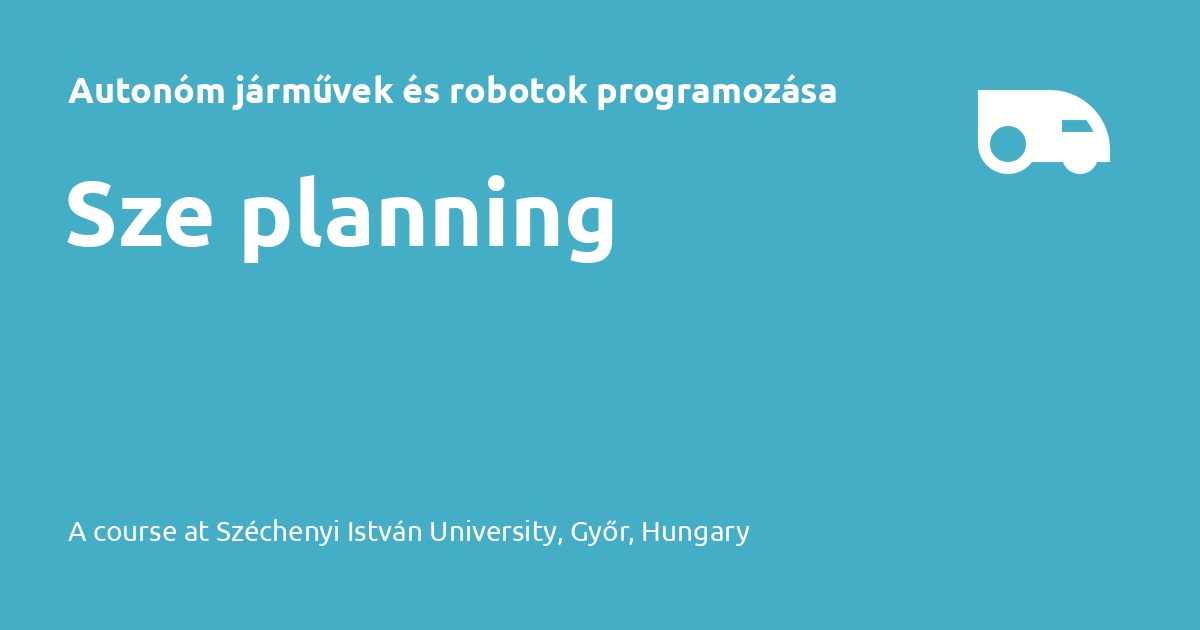 Autonóm járművek és robotok programozása
Sze planning
A course at Széchenyi István University, Győr, Hungary